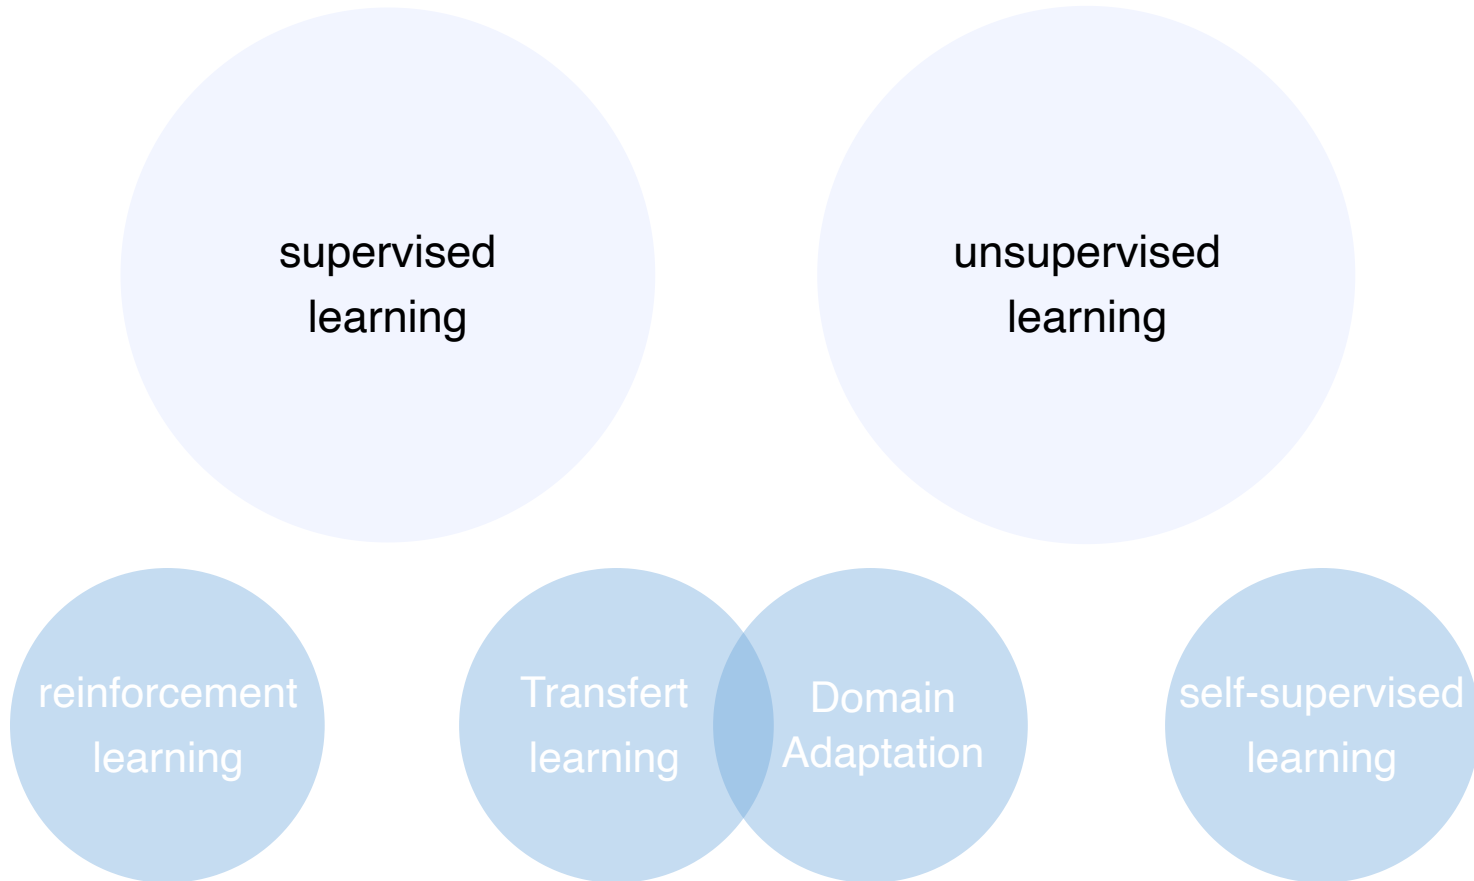 supervised
learning
unsupervised
learning
reinforcement
learning
Transfert
learning
Domain
Adaptation
self-supervised
learning